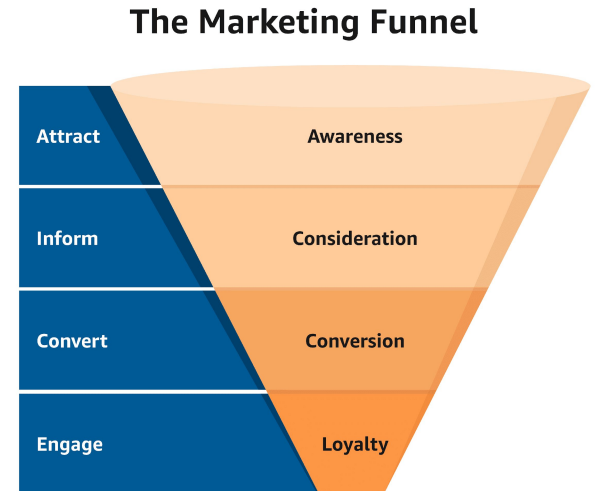 The Marketing Funnel
Attract
Awareness
Inform
Consideration
Convert
Conversion
Engage
Loyalty